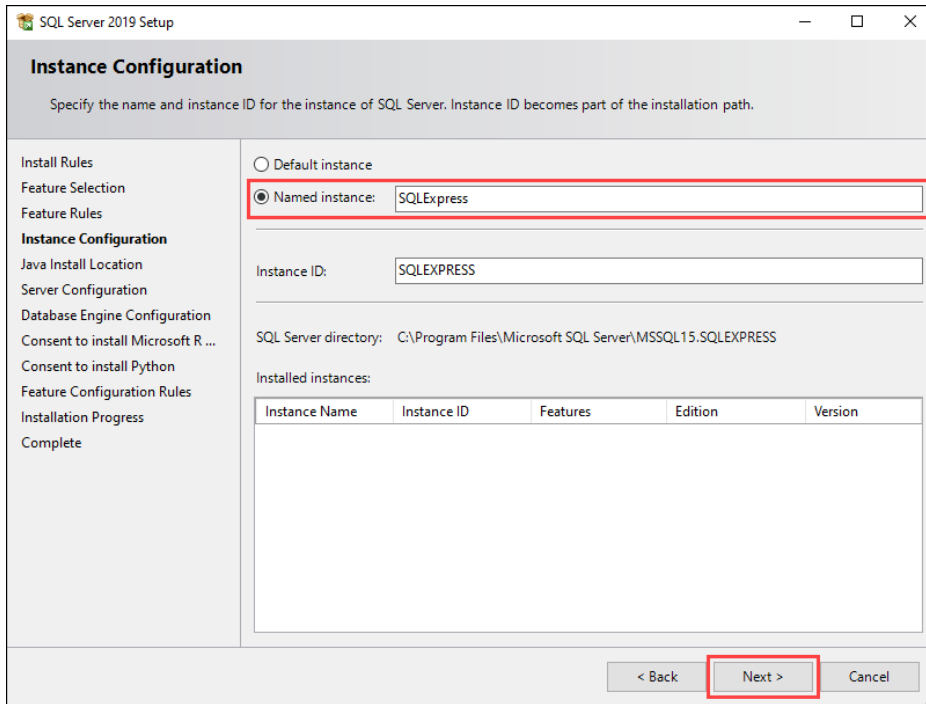 SQL Server 2019 Setup
Instance Configuration
Specify the name and instance ID for the instance of SQL Server. Instance ID becomes part of the installation path.
Install Rules
Feature Selection
Feature Rules
Instance Configuration
Java Install Location
Server Configuration
Database Engine Configuration
Consent to install Microsoft R ...
Consent to install Python
Feature Configuration Rules
Installation Progress
Complete
Default instance
Named instance: SQLExpress
Instance ID: SQLEXPRESS
SQL Server directory: C:\Program Files\Microsoft SQL Server\MSSQL15.SQLEXPRESS
Installed instances:
Instance Name Instance ID Features Edition Version
< Back Next > Cancel